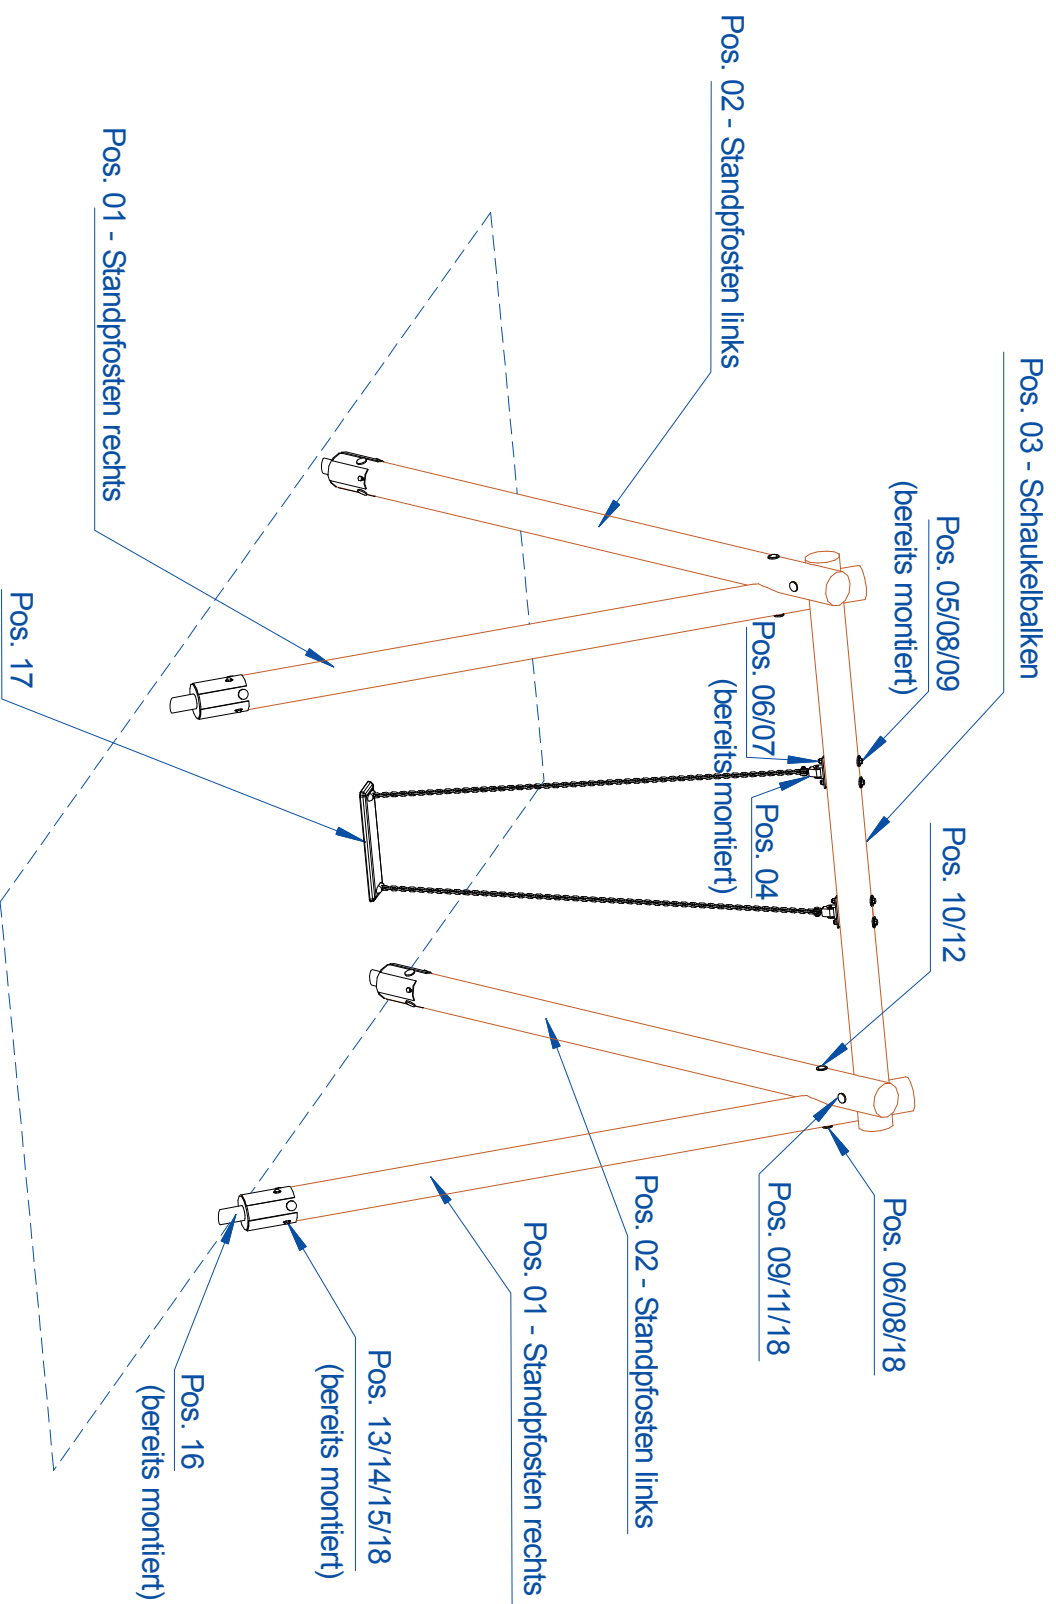 Pos. 03 - Schaukelbalken
Pos. 05/08/09
(bereits montiert)
Pos. 10/12
Pos. 06/08/18
Pos. 02 - Standpfosten links
Pos. 06/07
(bereits montiert)
Pos. 04
Pos. 09/11/18
Pos. 02 - Standpfosten links
Pos. 01 - Standpfosten rechts
Pos. 13/14/15/18
(bereits montiert)
Pos. 16
(bereits montiert)
Pos. 01 - Standpfosten rechts
Pos. 17